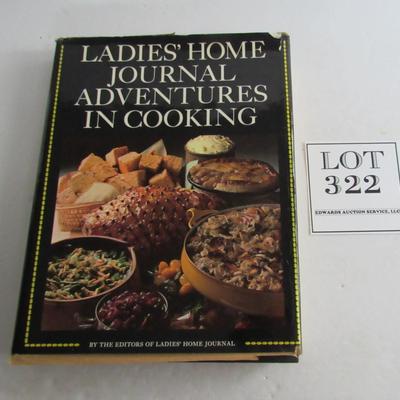 LADIES' HOME
JOURNAL
ADVENTURES
IN COOKING
BY THE EDITORS OF LADIES' HOME JOURNAL
LOT
322
EDWARDS AUCTION SERVICE, LLC